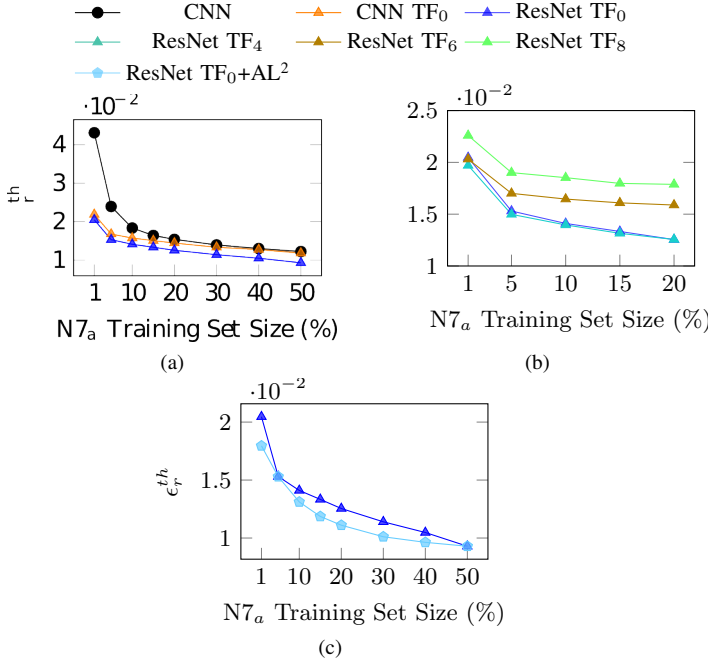 CNN CNN TF₀ ResNet TF₀
ResNet TF₄ ResNet TF₆ ResNet TF₈
ResNet TF₀+AL²
·10⁻²
4
3
2
1
th
r
1 10 20 30 40 50
N7ₐ Training Set Size (%)
(a)
·10⁻²
2.5
2
1.5
1
1 5 10 15 20
N7ₐ Training Set Size (%)
(b)
·10⁻²
2
1.5
1
ϵᵣᵗʰ
1 10 20 30 40 50
N7ₐ Training Set Size (%)
(c)